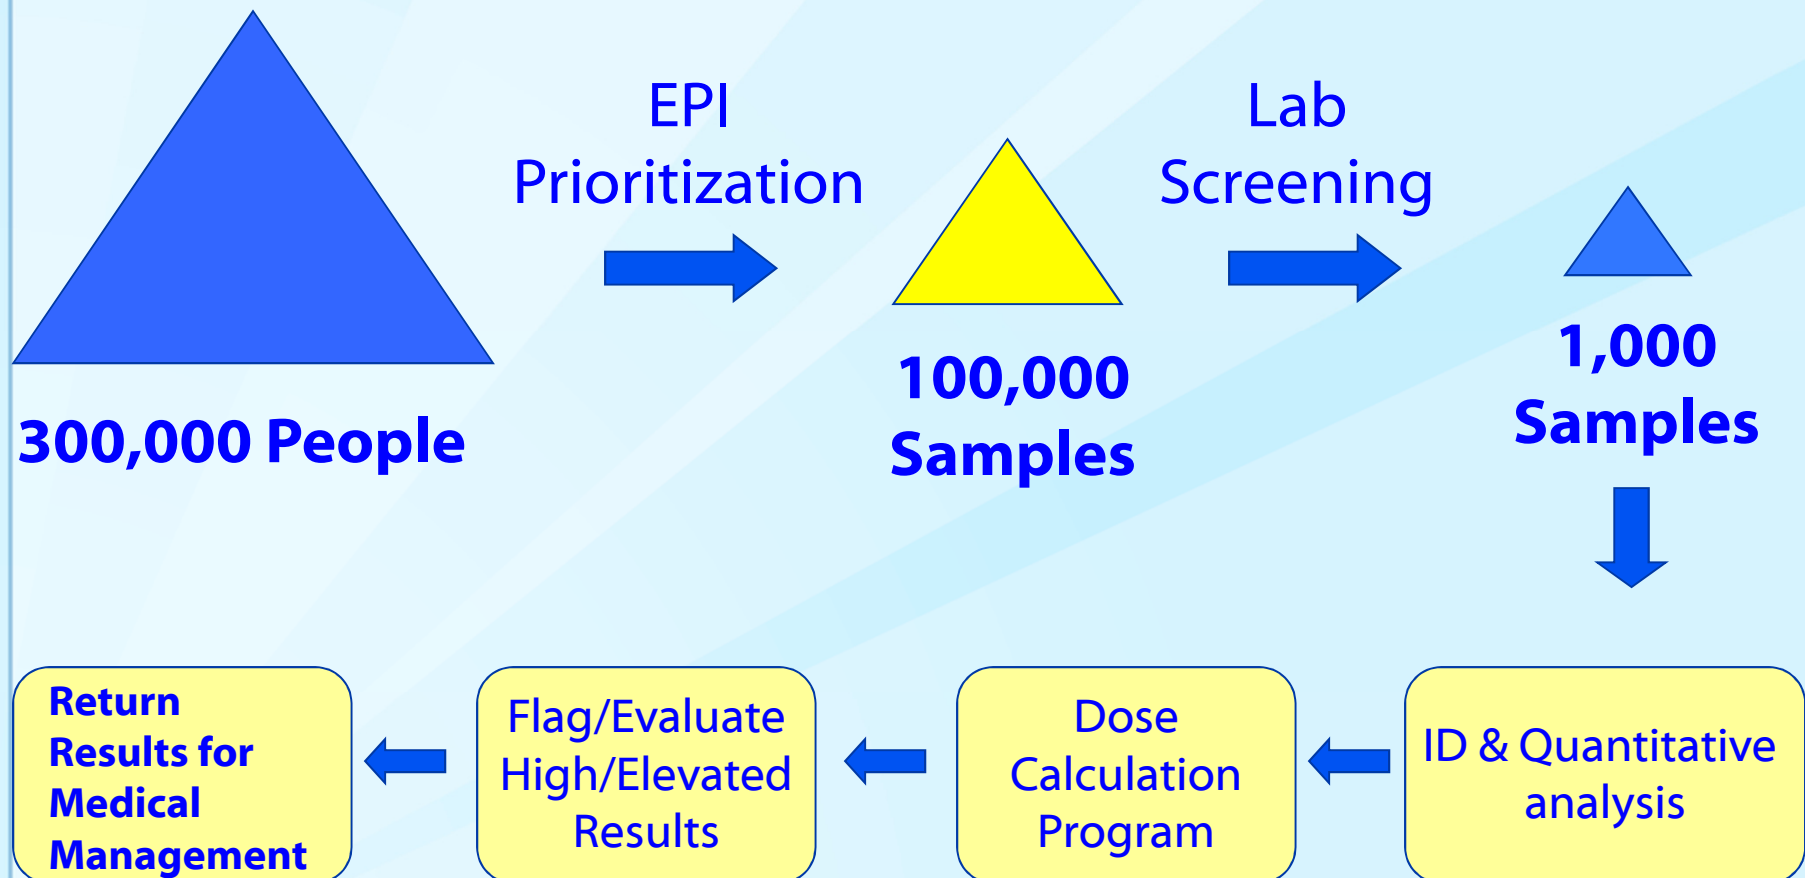 EPI
Prioritization
Lab
Screening
300,000 People
100,000
Samples
1,000
Samples
ID & Quantitative
analysis
Dose
Calculation
Program
Flag/Evaluate
High/Elevated
Results
Return
Results for
Medical
Management